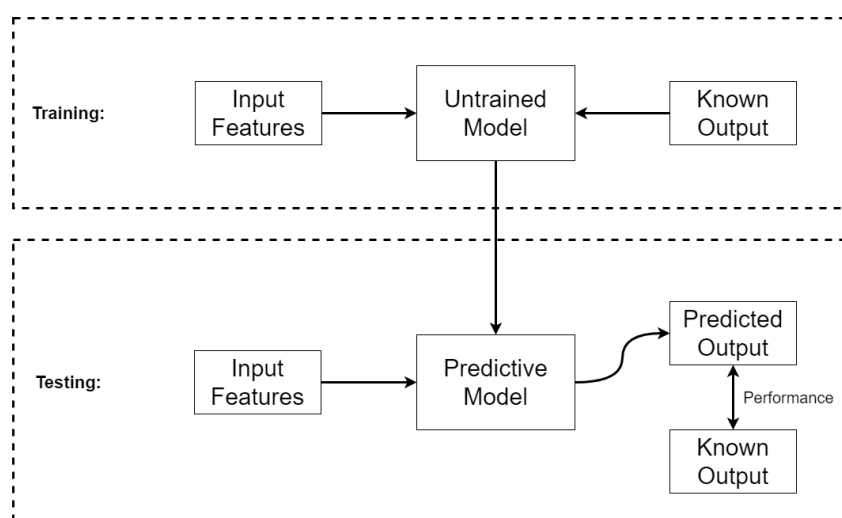 Training:
Input
Features
Untrained
Model
Known
Output
Testing:
Input
Features
Predictive
Model
Predicted
Output
Performance
Known
Output